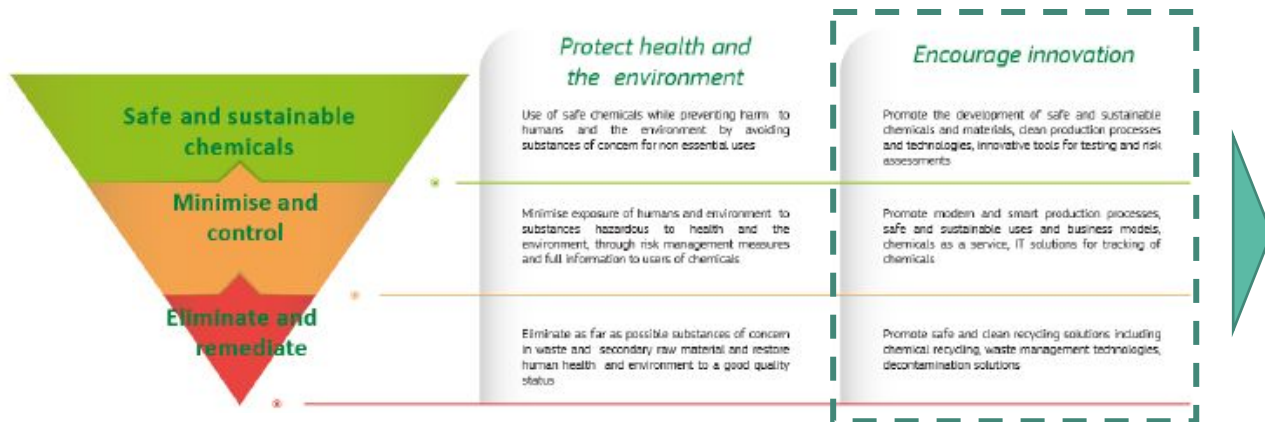 Safe and sustainable
chemicals
Minimise and
control
Eliminate and
remediate
Protect health and
the environment
Use of safe chemicals while preventing harm to
humans and the environment by avoiding
substances of concern for non essential uses
Minimise exposure of humans and environment to
substances hazardous to health and the
environment, through risk management measures
and full information to users of chemicals
Eliminate as far as possible substances of concern
in waste and secondary raw material and restore
human health and environment to a good quality
status
Encourage innovation
Promote the development of safe and sustainable
chemicals and materials, clean production processes
and technologies, innovative tools for testing and risk
assessments
Promote modern and smart production processes,
safe and sustainable uses and business models,
chemicals as a service, IT solutions for tracking of
chemicals
Promote safe and clean recycling solutions including
chemical recycling, waste management technologies,
decontamination solutions